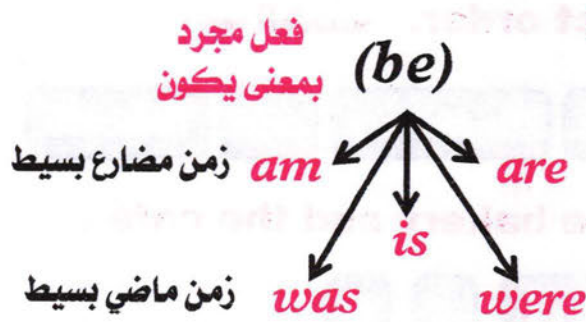 فعل مجرد
بمعنى يكون
(be)
زمن مضارع بسيط am are
is
زمن ماضي بسيط was were